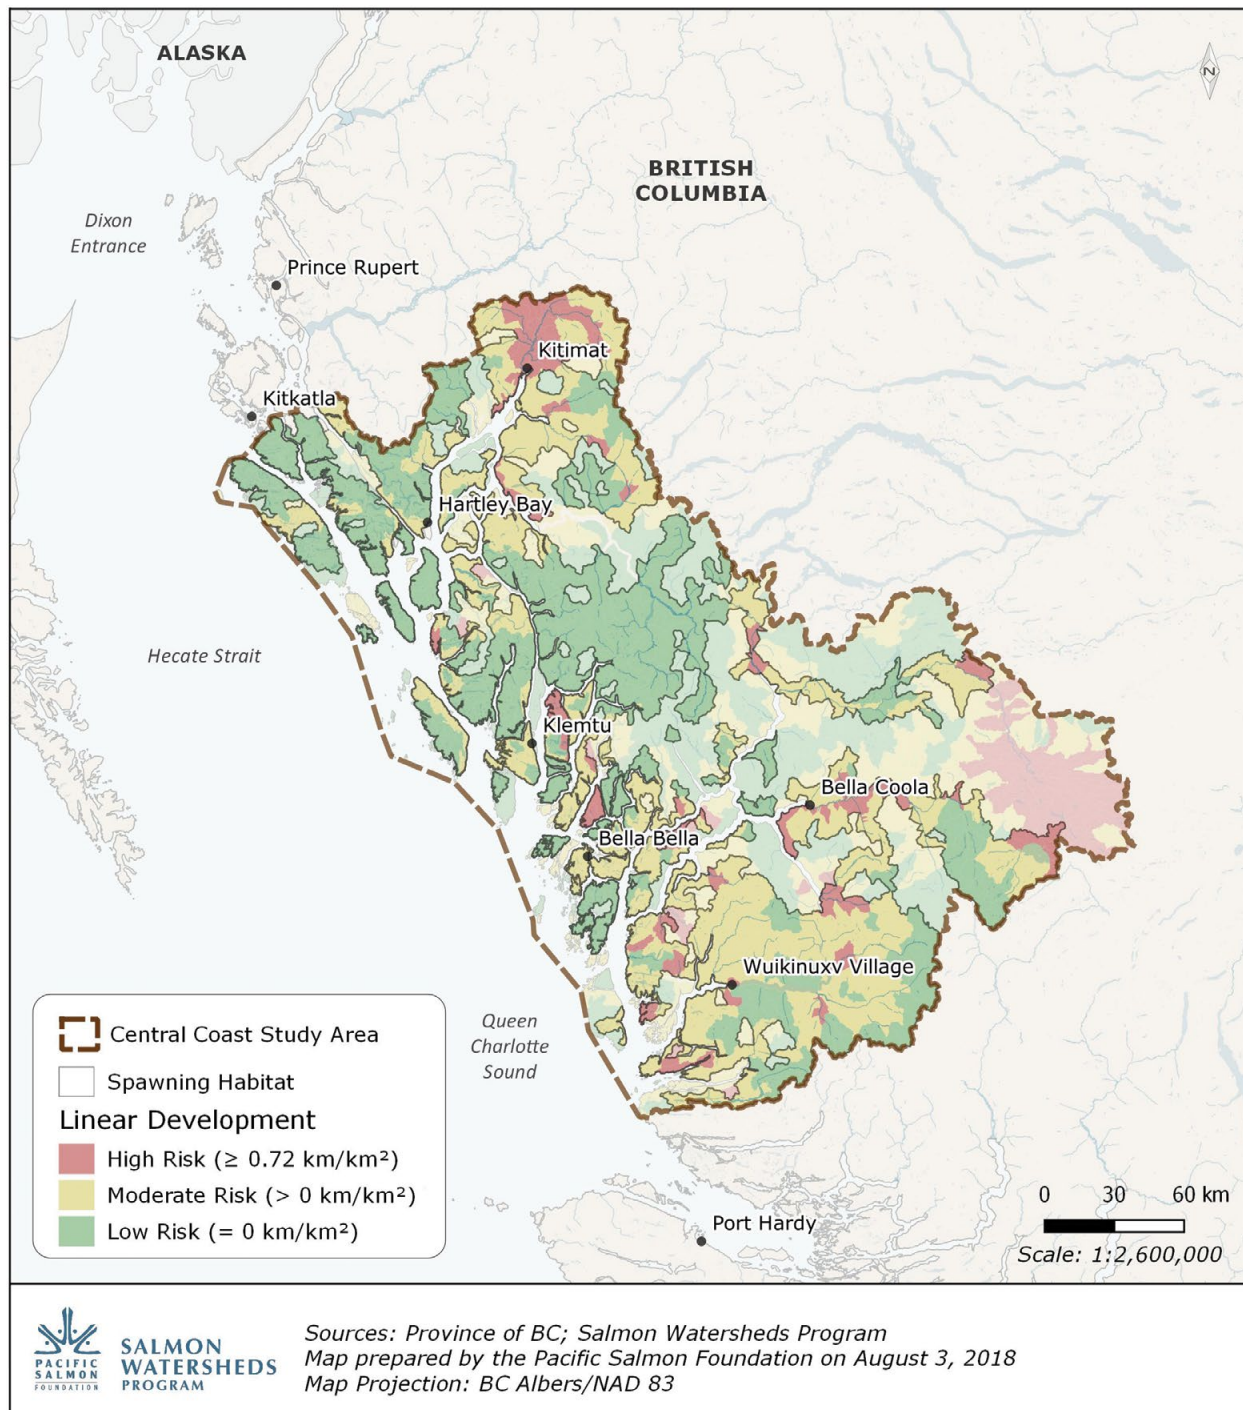 ALASKA
BRITISH
COLUMBIA
N
Dixon
Entrance
Prince Rupert
Kitimat
Kitkatla
Hartley Bay
Hecate Strait
Klemtu
Bella Coola
Bella Bella
Wuikinuxv Village
Queen
Charlotte
Sound
Port Hardy
Central Coast Study Area
Spawning Habitat
Linear Development
High Risk (≥ 0.72 km/km²)
Moderate Risk (> 0 km/km²)
Low Risk (= 0 km/km²)
0 30 60 km
Scale: 1:2,600,000
PACIFIC
SALMON
FOUNDATION
SALMON
WATERSHEDS
PROGRAM
Sources: Province of BC; Salmon Watersheds Program
Map prepared by the Pacific Salmon Foundation on August 3, 2018
Map Projection: BC Albers/NAD 83